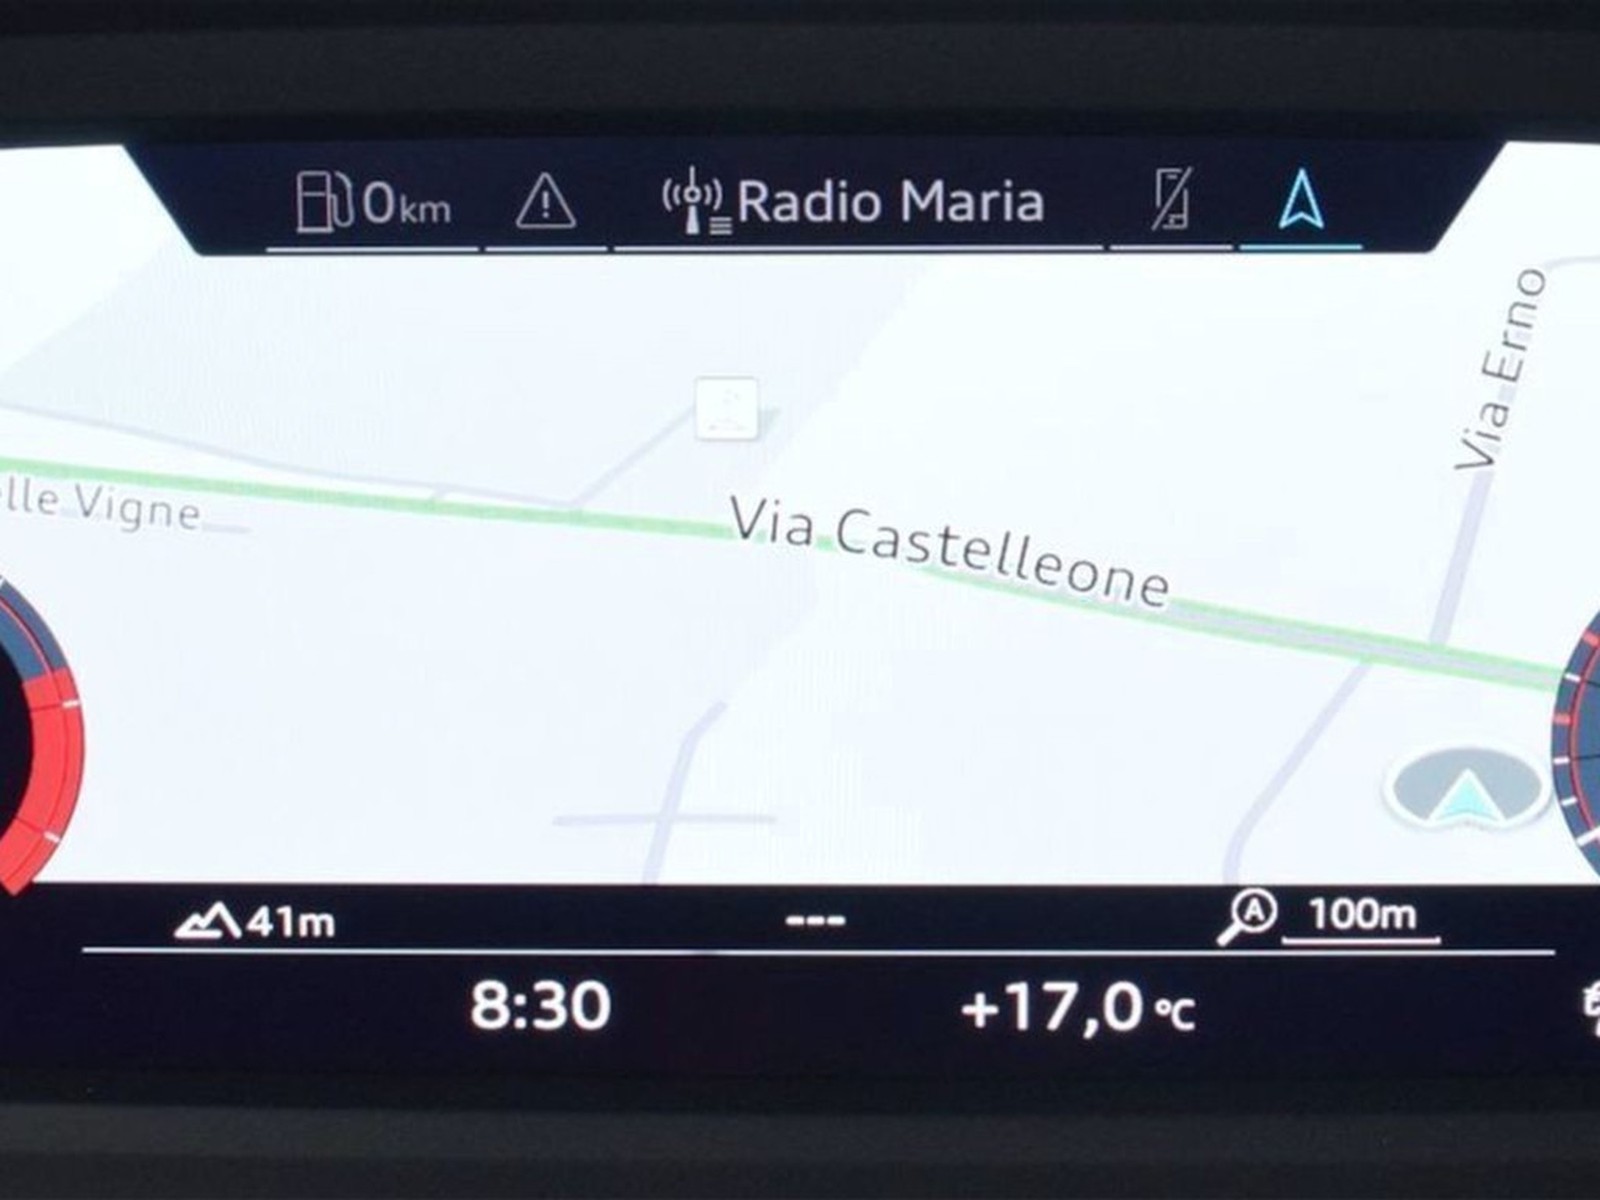 0km
Radio Maria
Via Erno
lle Vigne
Via Castelleone
41m
---
A
100m
8:30
+17,0 °C